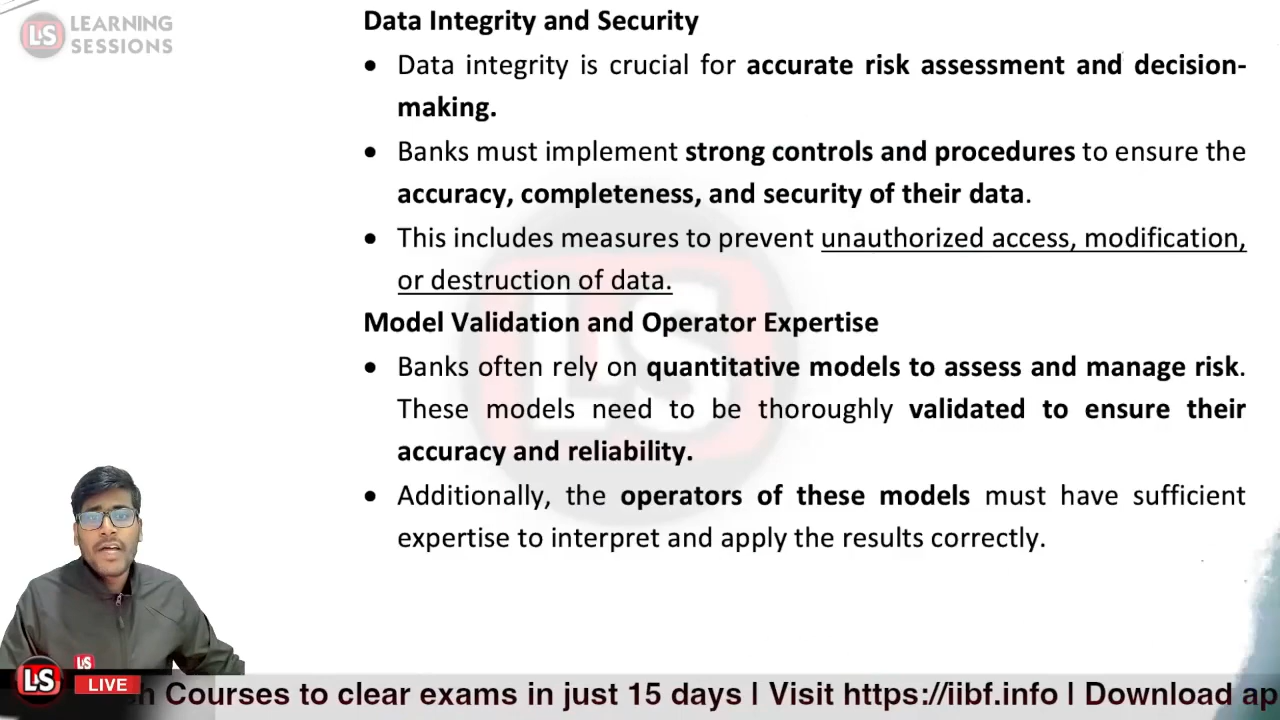 LS LEARNING
SESSIONS
Data Integrity and Security
• Data integrity is crucial for accurate risk assessment and decision-
making.
• Banks must implement strong controls and procedures to ensure the
accuracy, completeness, and security of their data.
• This includes measures to prevent unauthorized access, modification,
or destruction of data.
Model Validation and Operator Expertise
• Banks often rely on quantitative models to assess and manage risk.
These models need to be thoroughly validated to ensure their
accuracy and reliability.
• Additionally, the operators of these models must have sufficient
expertise to interpret and apply the results correctly.
LS
LS
LS LIVE
Courses to clear exams in just 15 days | Visit https://iibf.info | Download